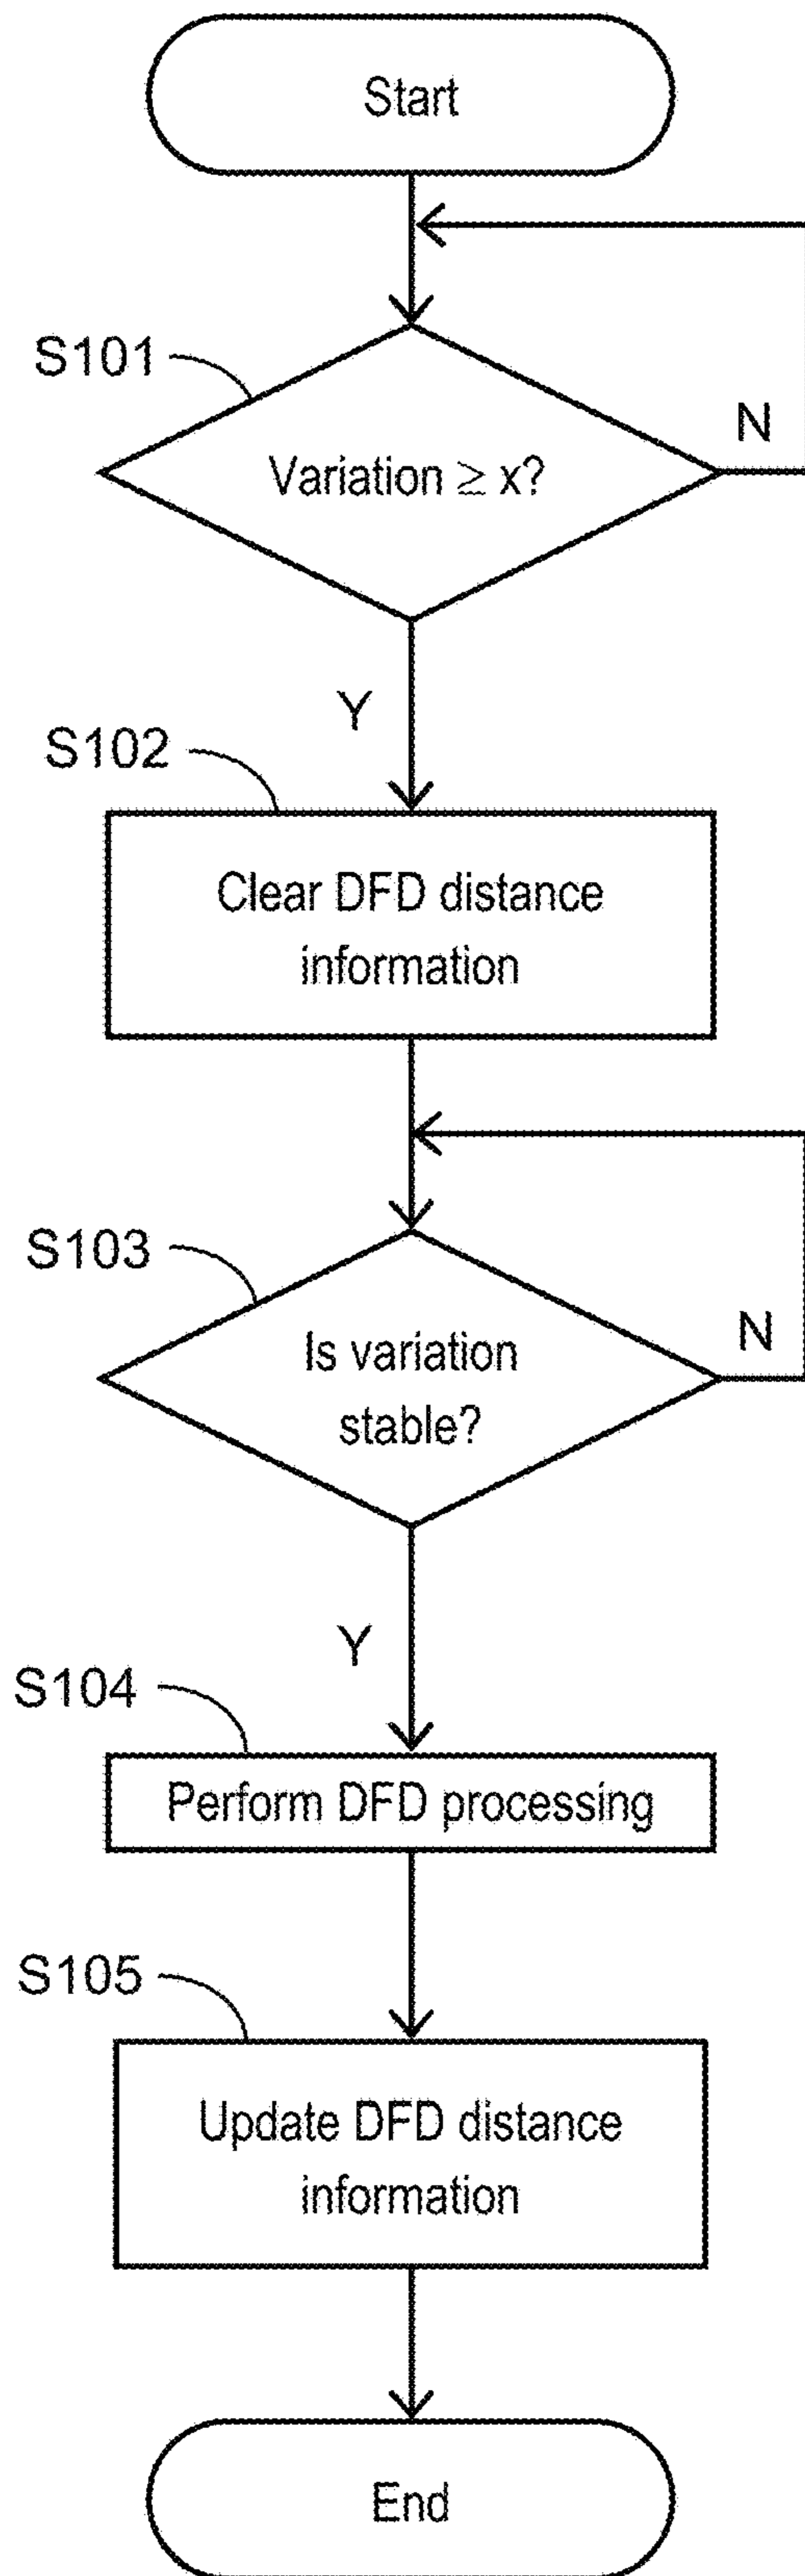 Start
S101
Variation ≥ x?
N
Y
S102
Clear DFD distance
information
S103
Is variation
stable?
N
Y
S104
Perform DFD processing
S105
Update DFD distance
information
End